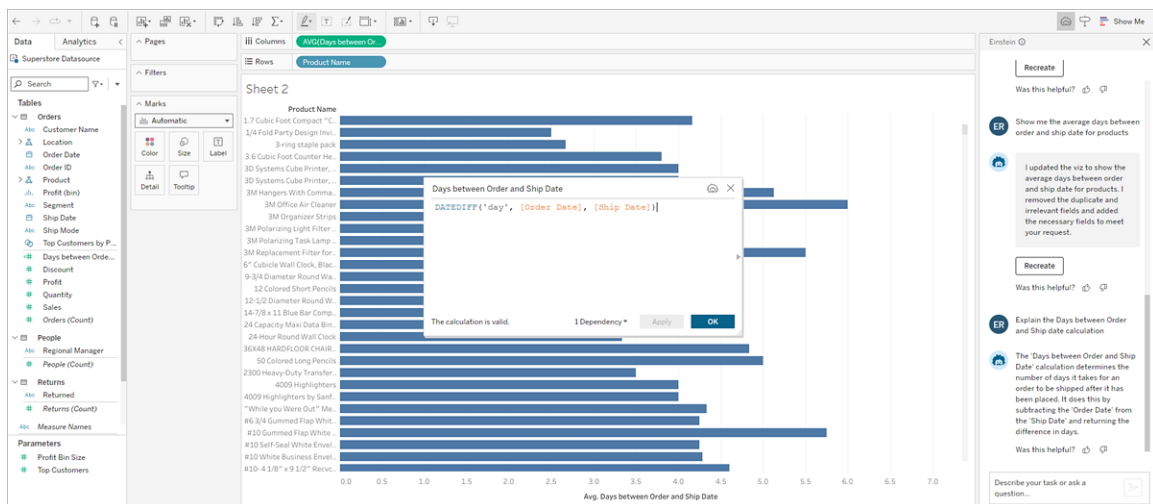 Show Me
Data Analytics
Superstore Datasource
Search
Tables
Orders
Abc Customer Name
Location
Order Date
Abc Order ID
Product
Profit (bin)
Abc Segment
Ship Date
Abc Ship Mode
Top Customers by P...
Days between Orde...
Discount
Profit
Quantity
Sales
Orders (Count)
People
Abc Regional Manager
People (Count)
Returns
Abc Returned
Returns (Count)
Abc Measure Names
Parameters
Profit Bin Size
Top Customers
Pages
Filters
Marks
Automatic
Color Size Label
Detail Tooltip
Columns AVG(Days between Or..
Rows Product Name
Sheet 2
Product Name
1.7 Cubic Foot Compact "C..
1/4 Fold Party Design Invi..
3-ring staple pack
3.6 Cubic Foot Counter He..
3D Systems Cube Printer, ..
3D Systems Cube Printer, ..
3M Hangers With Comma..
3M Office Air Cleaner
3M Organizer Strips
3M Polarizing Light Filter ..
3M Polarizing Task Lamp ..
3M Replacement Filter for..
6" Cubicle Wall Clock, Blac..
9-3/4 Diameter Round Wa..
12 Colored Short Pencils
12-1/2 Diameter Round W..
14-7/8 x 11 Blue Bar Comp..
24 Capacity Maxi Data Bin..
24-Hour Round Wall Clock
36X48 HARDFLOOR CHAIR..
50 Colored Long Pencils
2300 Heavy-Duty Transfer..
4009 Highlighters
4009 Highlighters by Sanf..
"While you Were Out" Me..
#6 3/4 Gummed Flap Whit..
#10 Gummed Flap White ..
#10 Self-Seal White Envel..
#10 White Business Envel..
#10- 4 1/8" x 9 1/2" Recyc..
0.0 0.5 1.0 1.5 2.0 2.5 3.0 3.5 4.0 4.5 5.0 5.5 6.0 6.5 7.0
Avg. Days between Order and Ship Date
Days between Order and Ship Date
DATEDIFF('day', [Order Date], [Ship Date])
The calculation is valid.
1 Dependency
Apply
OK
Einstein
Recreate
Was this helpful?
ER
Show me the average days between
order and ship date for products
I updated the viz to show the
average days between order
and ship date for products. I
removed the duplicate and
irrelevant fields and added
the necessary fields to meet
your request.
Recreate
Was this helpful?
ER
Explain the Days between Order
and Ship date calculation
The 'Days between Order and Ship
Date' calculation determines the
number of days it takes for an
order to be shipped after it has
been placed. It does this by
subtracting the 'Order Date' from
the 'Ship Date' and returning the
difference in days.
Was this helpful?
Describe your task or ask a
question...